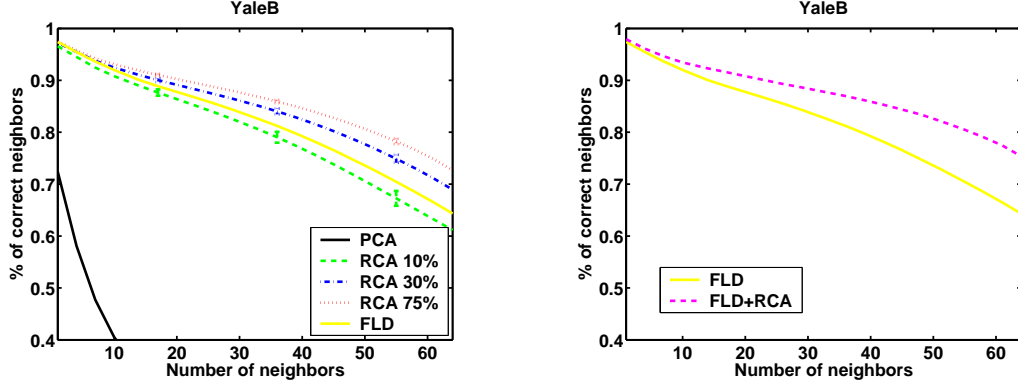 YaleB
1
0.9
0.8
0.7
0.6
0.5
0.4
% of correct neighbors
PCA
RCA 10%
RCA 30%
RCA 75%
FLD
10 20 30 40 50 60
Number of neighbors
YaleB
1
0.9
0.8
0.7
0.6
0.5
0.4
% of correct neighbors
FLD
FLD+RCA
10 20 30 40 50 60
Number of neighbors